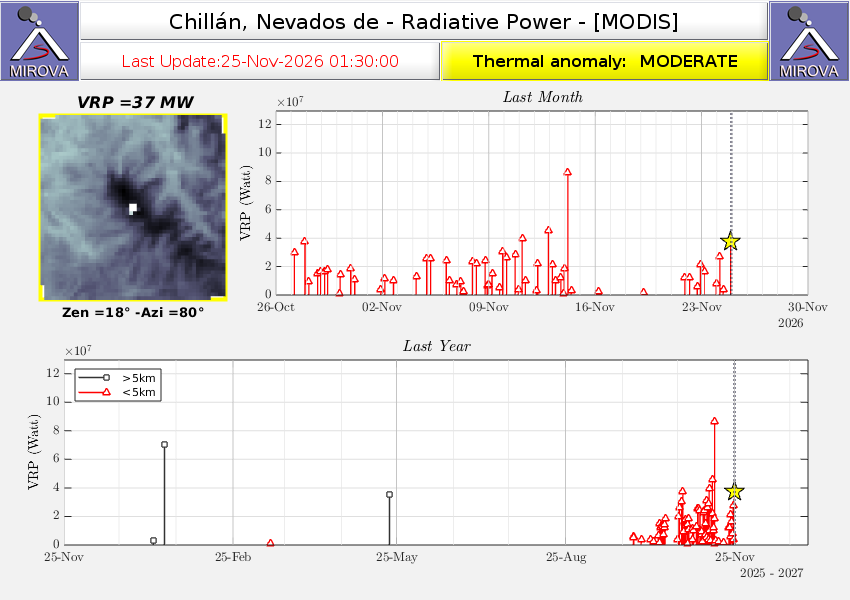 Chillán, Nevados de - Radiative Power - [MODIS]
MIROVA
Last Update:25-Nov-2026 01:30:00
Thermal anomaly: MODERATE
MIROVA
VRP =37 MW
Zen =18° -Azi =80°
Last Month
×10⁷
VRP (Watt)
12
10
8
6
4
2
0
26-Oct
02-Nov
09-Nov
16-Nov
23-Nov
30-Nov
2026
Last Year
×10⁷
VRP (Watt)
12
10
8
6
4
2
0
>5km
<5km
25-Nov
25-Feb
25-May
25-Aug
25-Nov
2025 - 2027